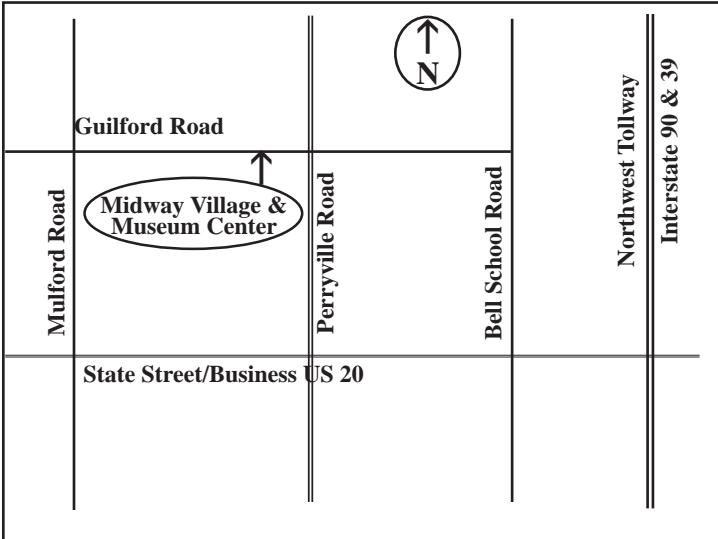 N
Guilford Road
Midway Village &
Museum Center
Mulford Road
Perryville Road
Bell School Road
Northwest Tollway
Interstate 90 & 39
State Street/Business US 20